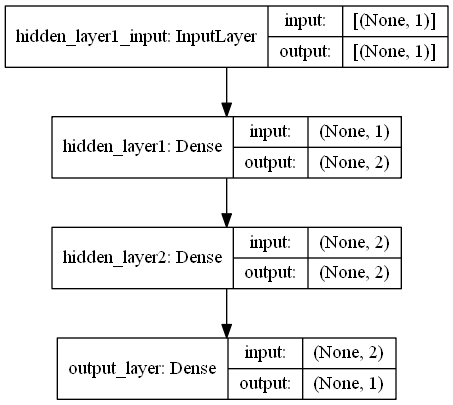 hidden_layer1_input: InputLayer
input: [(None, 1)]
output: [(None, 1)]
hidden_layer1: Dense
input: (None, 1)
output: (None, 2)
hidden_layer2: Dense
input: (None, 2)
output: (None, 2)
output_layer: Dense
input: (None, 2)
output: (None, 1)